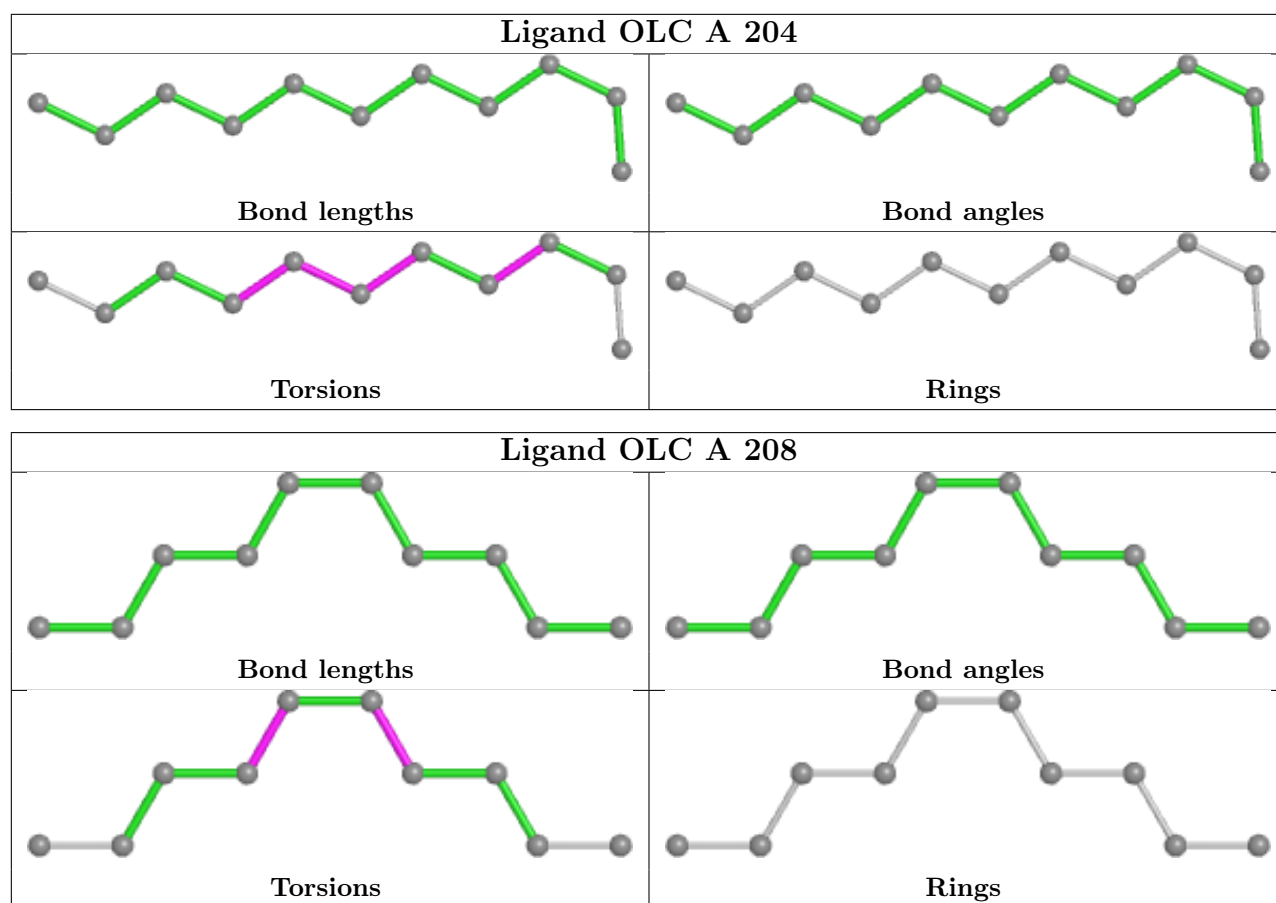 Ligand OLC A 204
Bond lengths
Bond angles
Torsions
Rings
Ligand OLC A 208
Bond lengths
Bond angles
Torsions
Rings